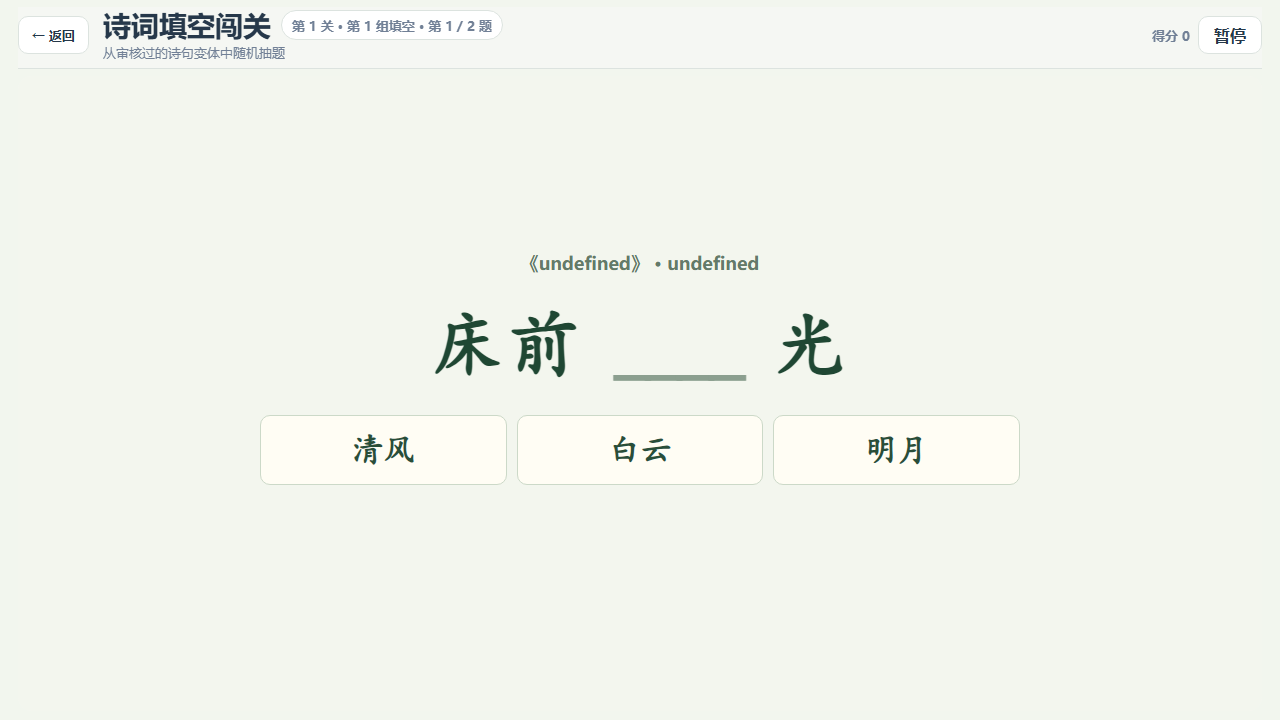 ← 返回
诗词填空闯关
第 1 关 • 第 1 组填空 • 第 1 / 2 题
从审核过的诗句变体中随机抽题
得分 0
暂停
《undefined》 • undefined
床前 ____ 光
清风
白云
明月